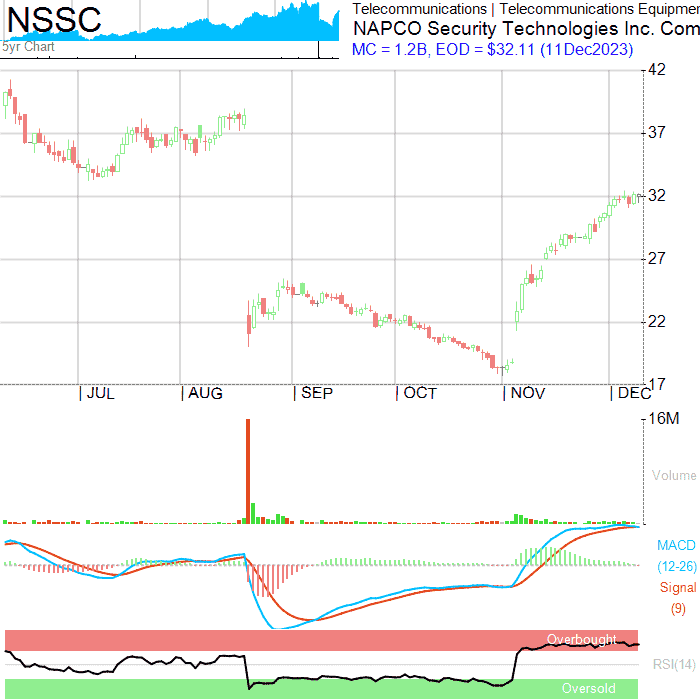 NSSC
5yr Chart
Telecommunications | Telecommunications Equipmen
NAPCO Security Technologies Inc. Com
MC = 1.2B, EOD = $32.11 (11Dec2023)
42
37
32
27
22
17
JUL
AUG
SEP
OCT
NOV
DEC
16M
Volume
MACD
(12-26)
Signal
(9)
Overbought
RSI(14)
Oversold